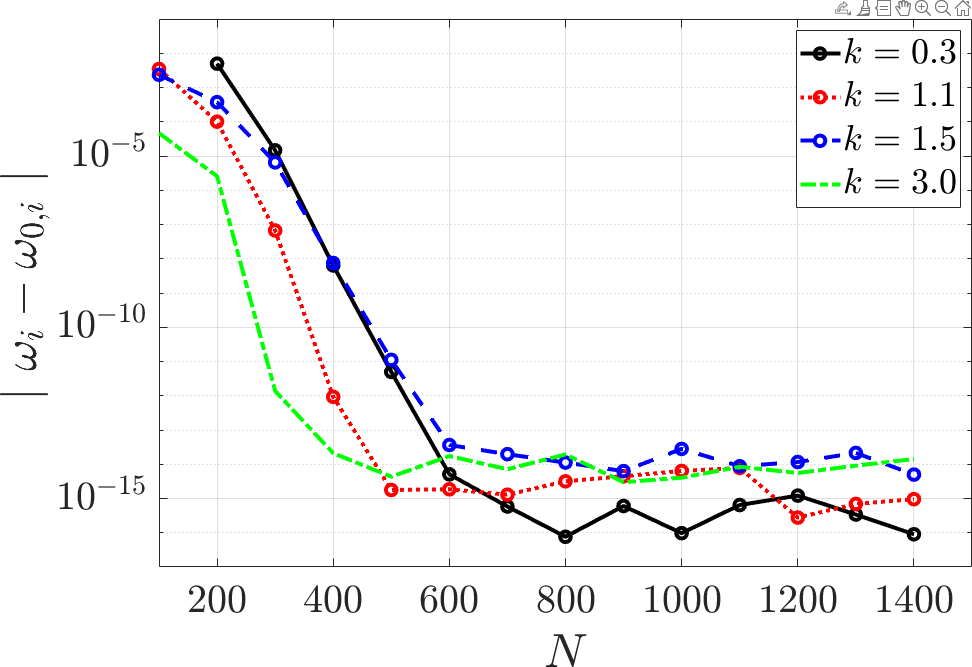 k = 0.3
k = 1.1
k = 1.5
k = 3.0
10⁻⁵
10⁻¹⁰
10⁻¹⁵
| ω_i − ω_{0,i} |
200 400 600 800 1000 1200 1400
N